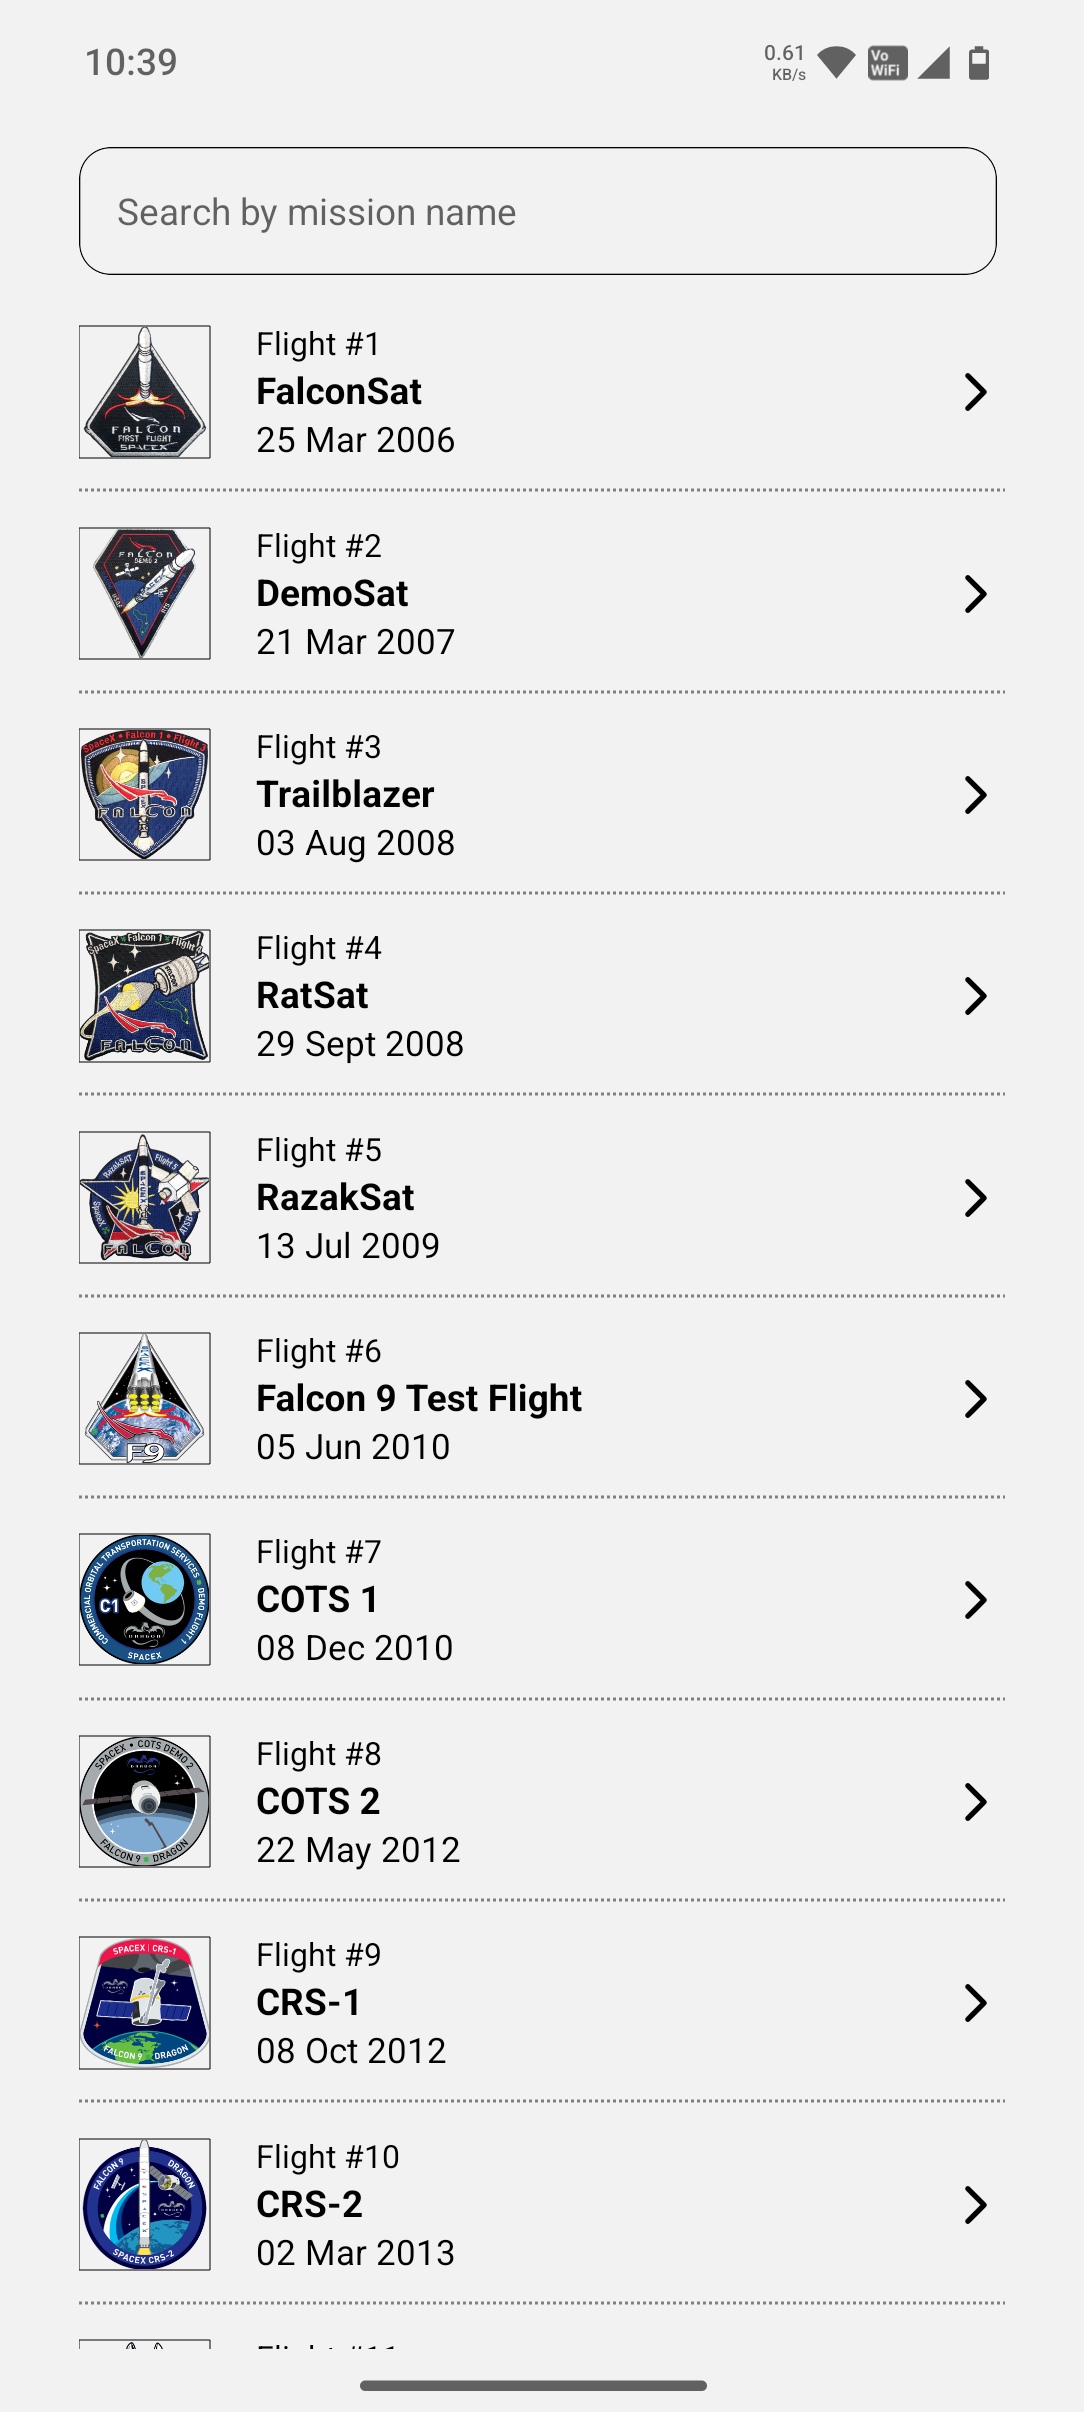 10:39
0.61
KB/s
Vo
WiFi
Search by mission name
FALCON
FIRST FLIGHT
SPACEX
Flight #1
FalconSat
25 Mar 2006
FALCON
DEMO 2
Flight #2
DemoSat
21 Mar 2007
SpaceX • Falcon 1 • Flight 3
FALCON
Flight #3
Trailblazer
03 Aug 2008
SpaceX Falcon 1 Flight 4
FALCON
Flight #4
RatSat
29 Sept 2008
RazakSAT
Flight 5
SpaceX
ATSB
FALCON
Flight #5
RazakSat
13 Jul 2009
F9
Flight #6
Falcon 9 Test Flight
05 Jun 2010
COMMERCIAL ORBITAL TRANSPORTATION SERVICES • DEMO FLIGHT 1
C1
DRAGON
SPACEX
Flight #7
COTS 1
08 Dec 2010
SPACEX • COTS DEMO 2
DRAGON
FALCON 9 • DRAGON
Flight #8
COTS 2
22 May 2012
SPACEX | CRS-1
FALCON 9 DRAGON
Flight #9
CRS-1
08 Oct 2012
FALCON 9
DRAGON
SPACEX CRS-2
Flight #10
CRS-2
02 Mar 2013